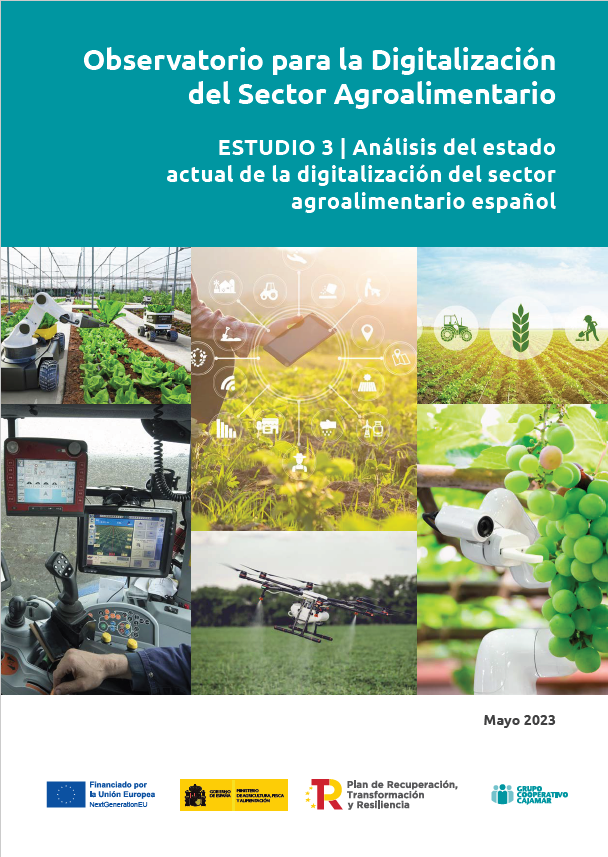 Observatorio para la Digitalización
del Sector Agroalimentario
ESTUDIO 3 | Análisis del estado
actual de la digitalización del sector
agroalimentario español
Mayo 2023
Financiado por
la Unión Europea
NextGenerationEU
GOBIERNO
DE ESPAÑA
MINISTERIO
DE AGRICULTURA, PESCA
Y ALIMENTACIÓN
Plan de Recuperación,
Transformación
y Resiliencia
GRUPO
COOPERATIVO
CAJAMAR